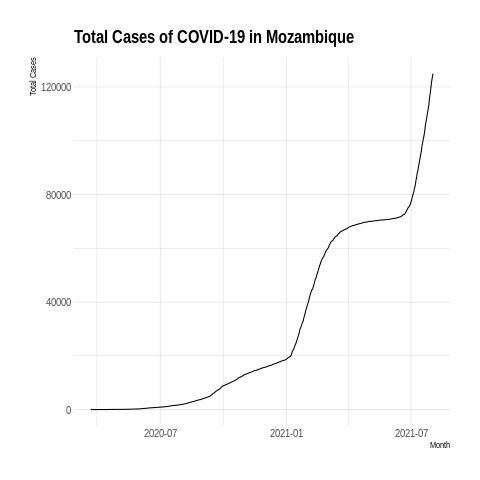 Total Cases of COVID-19 in Mozambique
Total Cases
120000
80000
40000
0
2020-07 2021-01 2021-07
Month